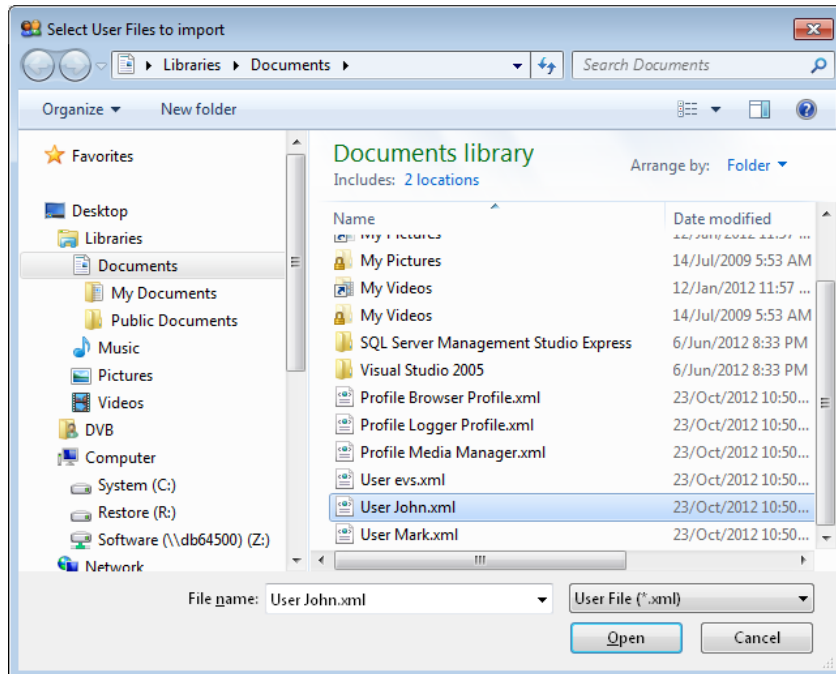 Select User Files to import
Libraries Documents
Search Documents
Organize New folder
Favorites
Desktop
Libraries
Documents
My Documents
Public Documents
Music
Pictures
Videos
DVB
Computer
System (C:)
Restore (R:)
Software (\\db64500) (Z:)
Network
Documents library
Includes: 2 locations
Arrange by: Folder
Name Date modified
My Pictures 12/Jan/2012 11:57 ...
My Pictures 14/Jul/2009 5:53 AM
My Videos 12/Jan/2012 11:57 ...
My Videos 14/Jul/2009 5:53 AM
SQL Server Management Studio Express 6/Jun/2012 8:33 PM
Visual Studio 2005 6/Jun/2012 8:33 PM
Profile Browser Profile.xml 23/Oct/2012 10:50...
Profile Logger Profile.xml 23/Oct/2012 10:50...
Profile Media Manager.xml 23/Oct/2012 10:50...
User evs.xml 23/Oct/2012 10:50...
User John.xml 23/Oct/2012 10:50...
User Mark.xml 23/Oct/2012 10:50...
File name: User John.xml User File (*.xml)
Open Cancel